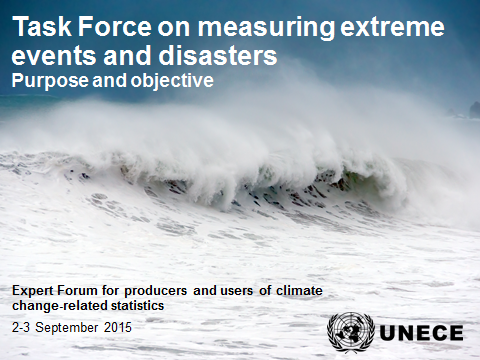 Task Force on measuring extreme
events and disasters
Purpose and objective
Expert Forum for producers and users of climate
change-related statistics
2-3 September 2015
UNECE